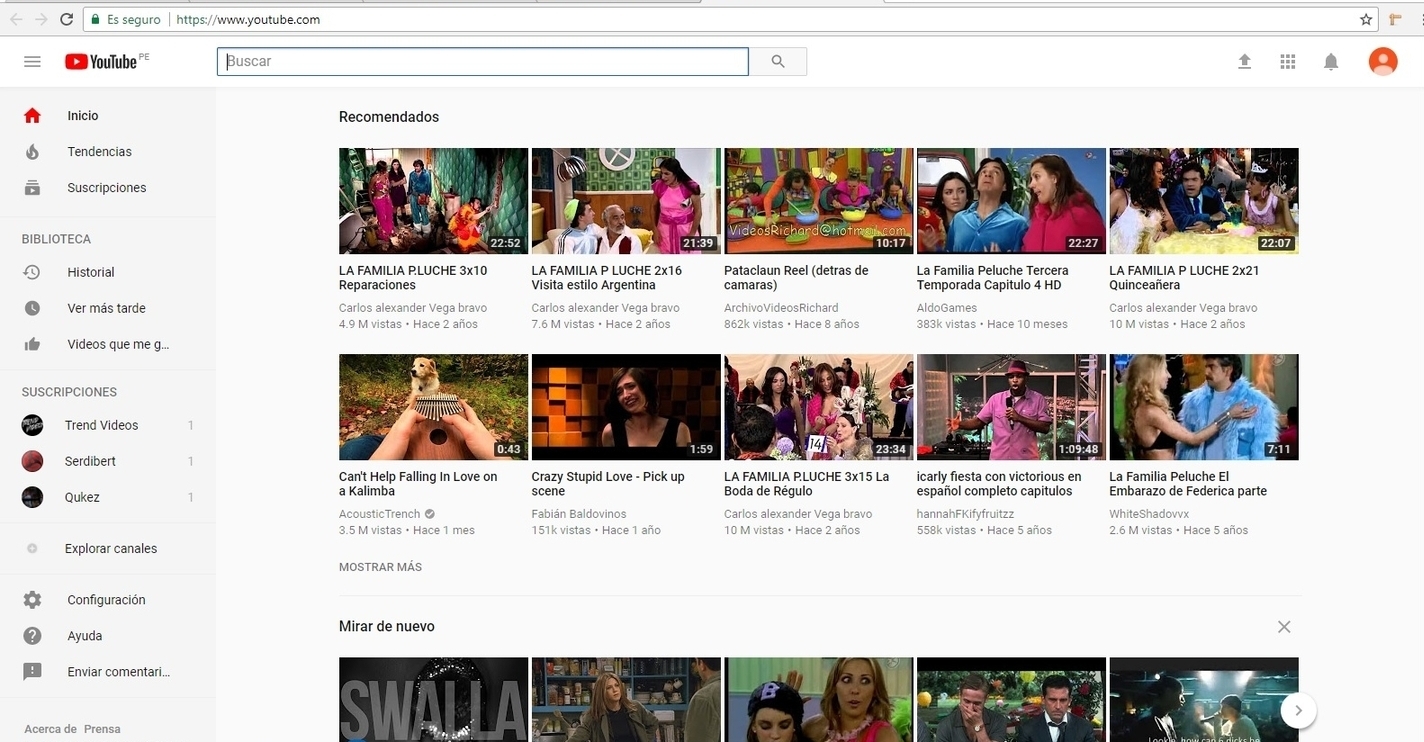 Es seguro | https://www.youtube.com
YouTube PE
Buscar
Inicio
Tendencias
Suscripciones
BIBLIOTECA
Historial
Ver más tarde
Videos que me g...
SUSCRIPCIONES
Trend Videos 1
Serdibert 1
Qukez 1
Explorar canales
Configuración
Ayuda
Enviar comentari...
Acerca de Prensa
Recomendados
22:52
LA FAMILIA P.LUCHE 3x10
Reparaciones
Carlos alexander Vega bravo
4.9 M vistas • Hace 2 años
21:39
LA FAMILIA P LUCHE 2x16
Visita estilo Argentina
Carlos alexander Vega bravo
7.6 M vistas • Hace 2 años
VideosRichard@hotmail.com
10:17
Pataclaun Reel (detras de
camaras)
ArchivoVideosRichard
862k vistas • Hace 8 años
22:27
La Familia Peluche Tercera
Temporada Capitulo 4 HD
AldoGames
383k vistas • Hace 10 meses
22:07
LA FAMILIA P LUCHE 2x21
Quinceañera
Carlos alexander Vega bravo
10 M vistas • Hace 2 años
0:43
Can't Help Falling In Love on
a Kalimba
AcousticTrench
3.5 M vistas • Hace 1 mes
1:59
Crazy Stupid Love - Pick up
scene
Fabián Baldovinos
151k vistas • Hace 1 año
14
23:34
LA FAMILIA P.LUCHE 3x15 La
Boda de Régulo
Carlos alexander Vega bravo
10 M vistas • Hace 2 años
1:09:48
icarly fiesta con victorious en
español completo capitulos
hannahFKifyfruitzz
558k vistas • Hace 5 años
7:11
La Familia Peluche El
Embarazo de Federica parte
WhiteShadovvx
2.6 M vistas • Hace 5 años
MOSTRAR MÁS
Mirar de nuevo
SWALLA
B
how can 6 dicks be